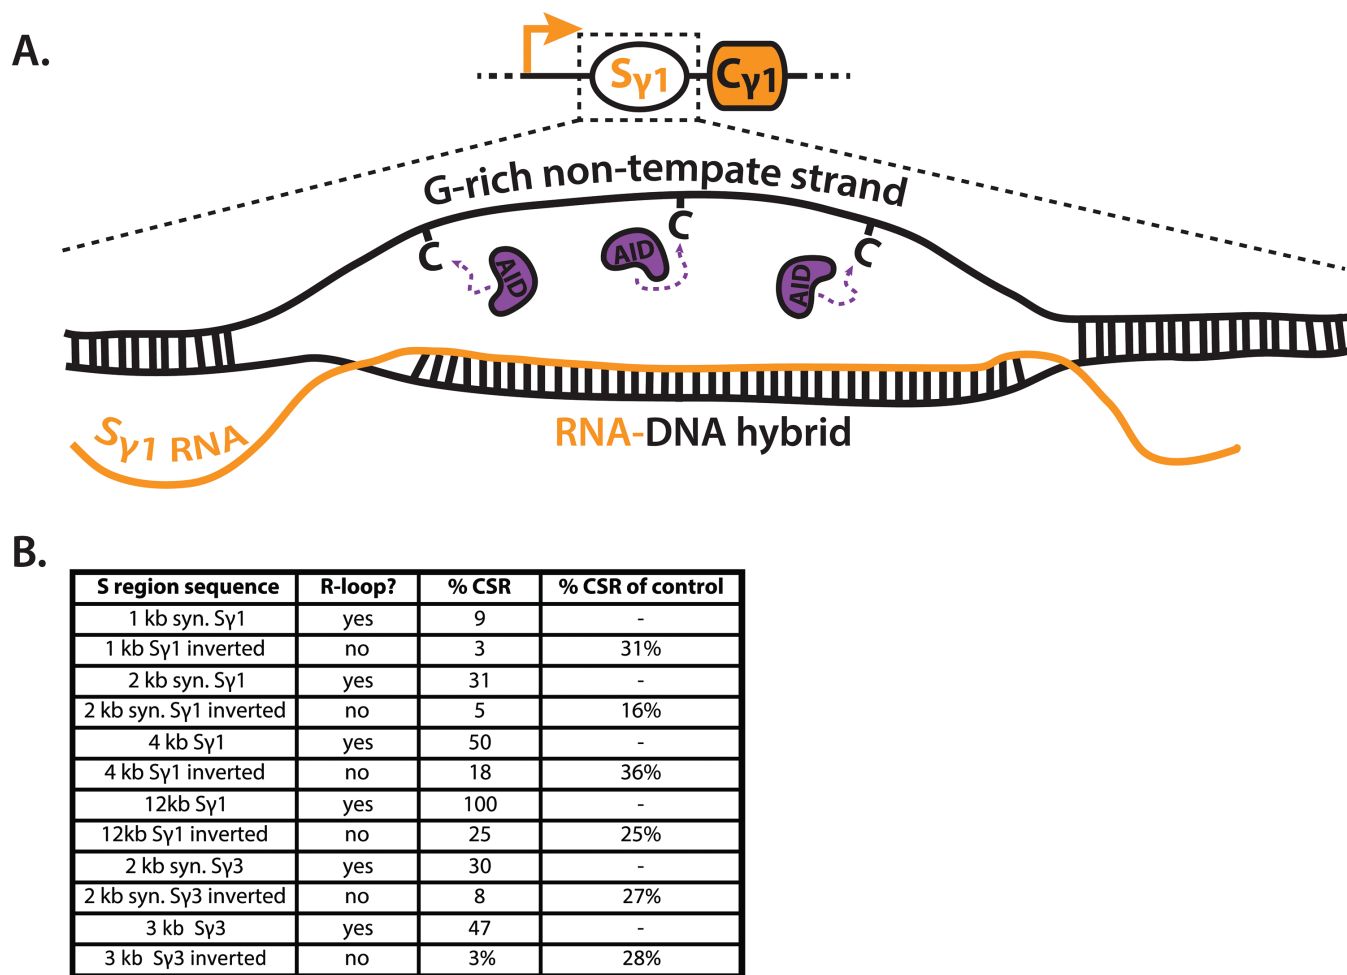 A.
Sγ1 Cγ1
G-rich non-tempate strand
C C C
AID AID AID
Sγ1 RNA
RNA-DNA hybrid
B.
S region sequence R-loop? % CSR % CSR of control
1 kb syn. Sγ1 yes 9 -
1 kb Sγ1 inverted no 3 31%
2 kb syn. Sγ1 yes 31 -
2 kb syn. Sγ1 inverted no 5 16%
4 kb Sγ1 yes 50 -
4 kb Sγ1 inverted no 18 36%
12kb Sγ1 yes 100 -
12kb Sγ1 inverted no 25 25%
2 kb syn. Sγ3 yes 30 -
2 kb syn. Sγ3 inverted no 8 27%
3 kb Sγ3 yes 47 -
3 kb Sγ3 inverted no 3% 28%